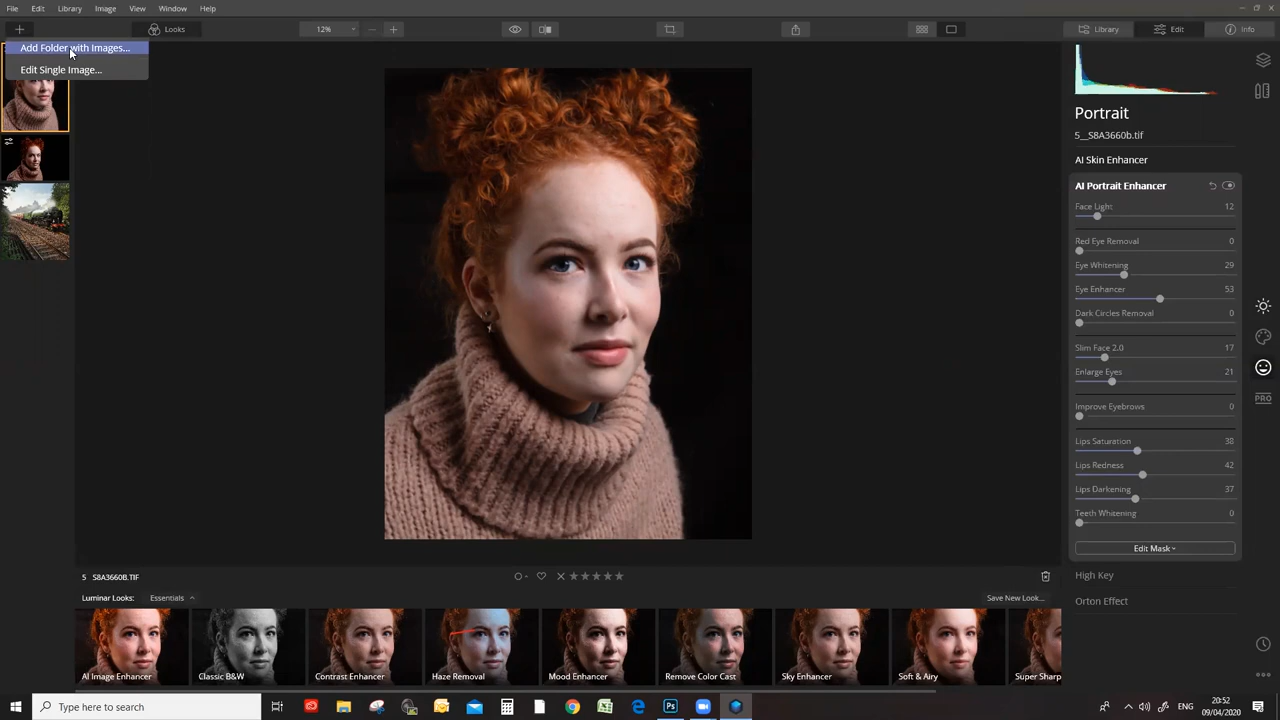 File Edit Library Image View Window Help
Looks 12% Library Edit Info
Add Folder with Images...
Edit Single Image...
Portrait
5__S8A3660b.tif
AI Skin Enhancer
AI Portrait Enhancer
Face Light 12
Red Eye Removal 0
Eye Whitening 29
Eye Enhancer 53
Dark Circles Removal 0
Slim Face 2.0 17
Enlarge Eyes 21
Improve Eyebrows 0
PRO
Lips Saturation 38
Lips Redness 42
Lips Darkening 37
Teeth Whitening 0
Edit Mask
High Key
Orton Effect
5 S8A3660B.TIF
Luminar Looks: Essentials Save New Look...
AI Image Enhancer Classic B&W Contrast Enhancer Haze Removal Mood Enhancer Remove Color Cast Sky Enhancer Soft & Airy Super Sharp
Type here to search ENG 20:52
09/04/2020